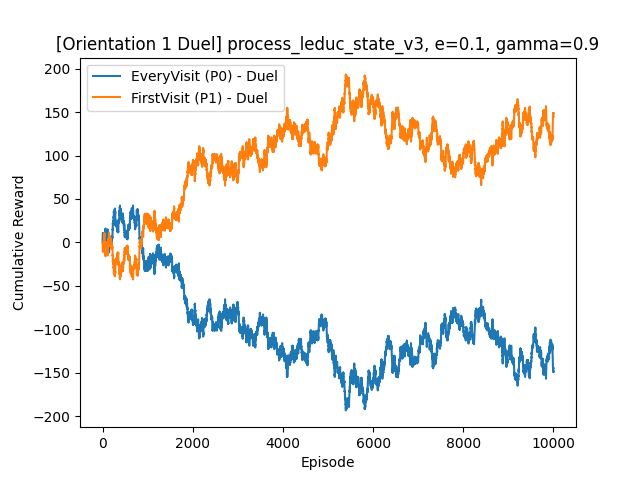 [Orientation 1 Duel] process_leduc_state_v3, e=0.1, gamma=0.9
EveryVisit (P0) - Duel
FirstVisit (P1) - Duel
200
150
100
50
0
−50
−100
−150
−200
Cumulative Reward
0 2000 4000 6000 8000 10000
Episode